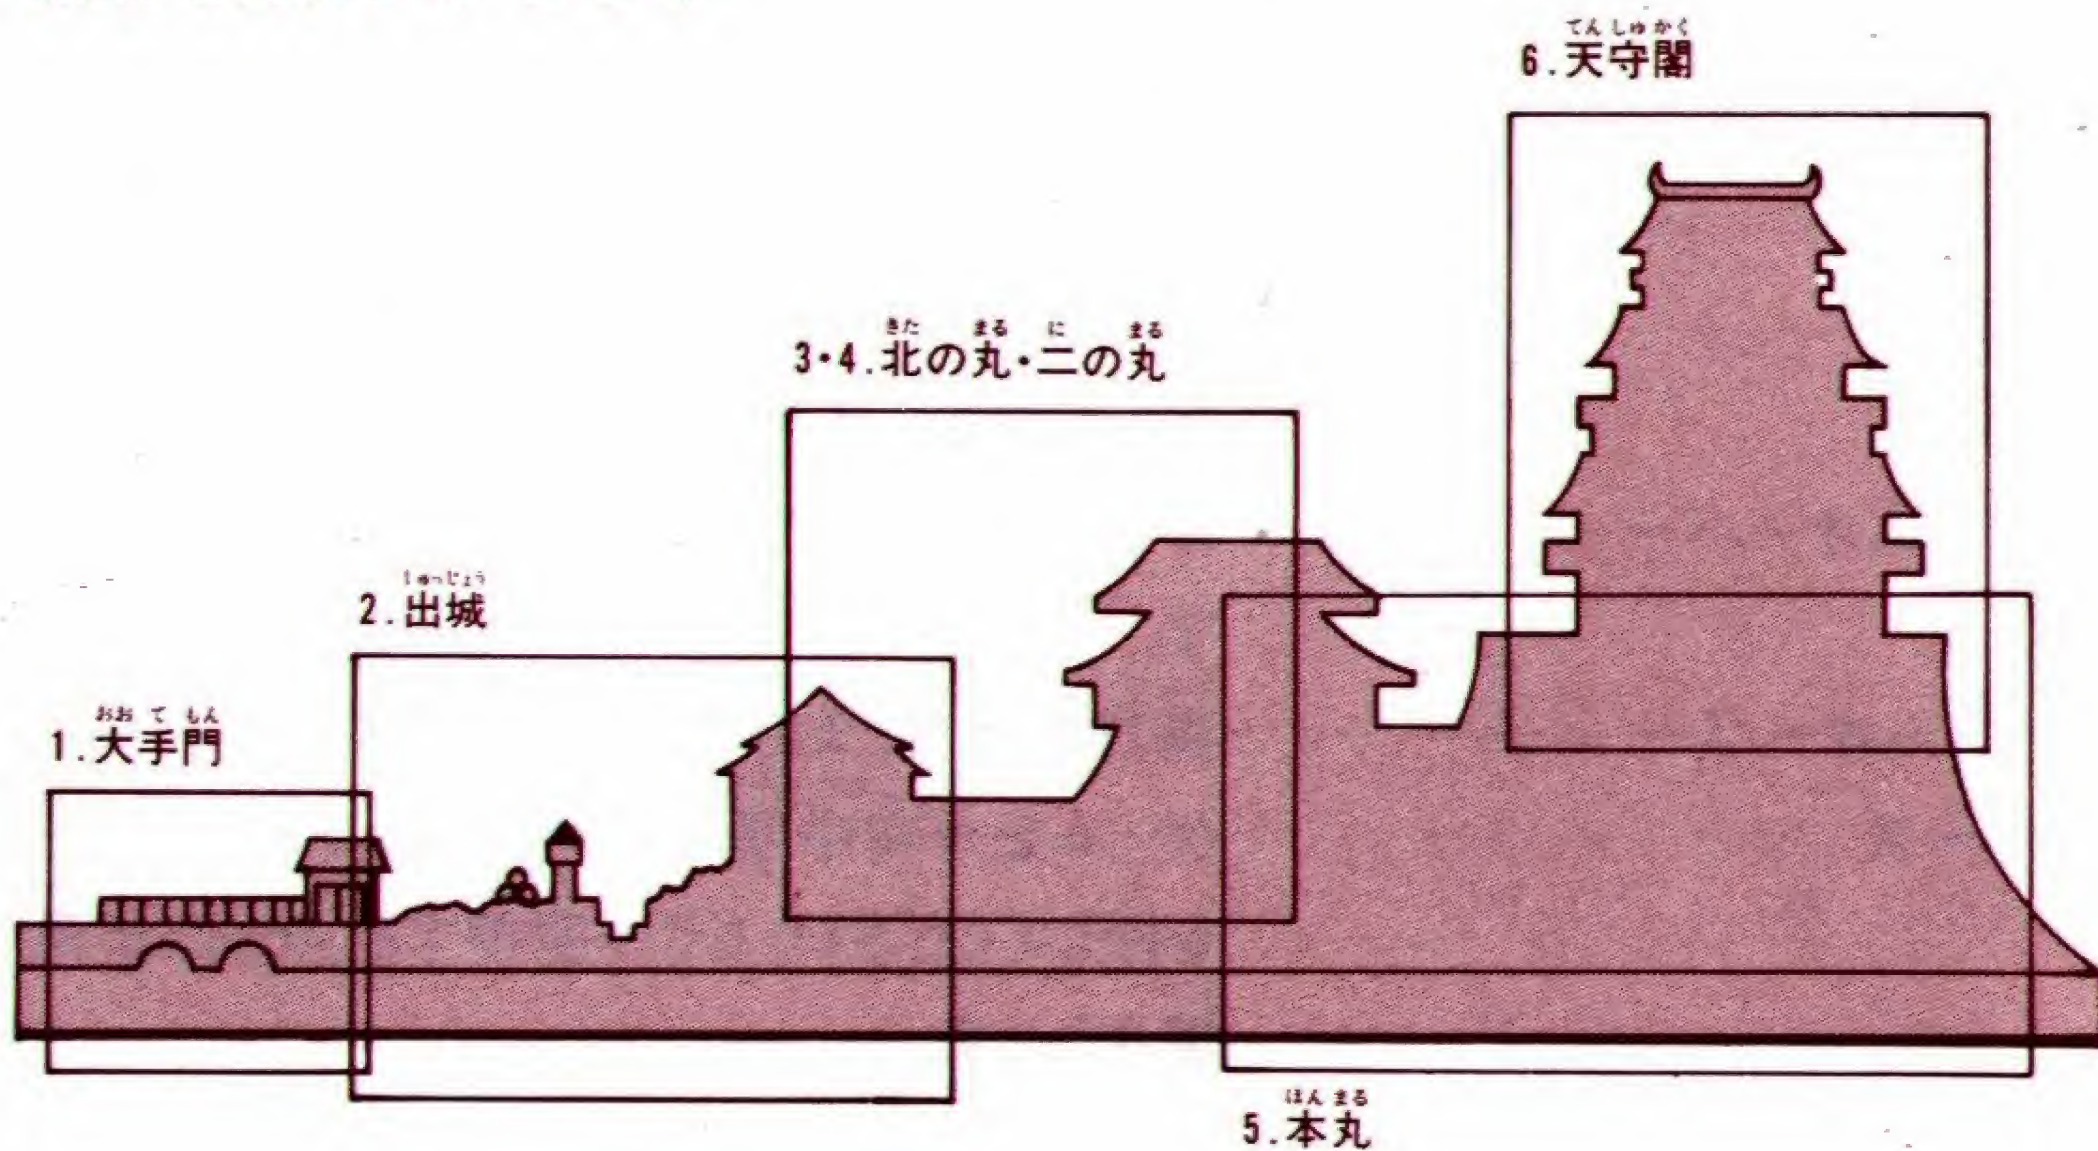 てんしゅかく
6.天守閣
きた まる に まる
3・4.北の丸・二の丸
しゅつじょう
2.出城
おお て もん
1.大手門
ほん まる
5.本丸